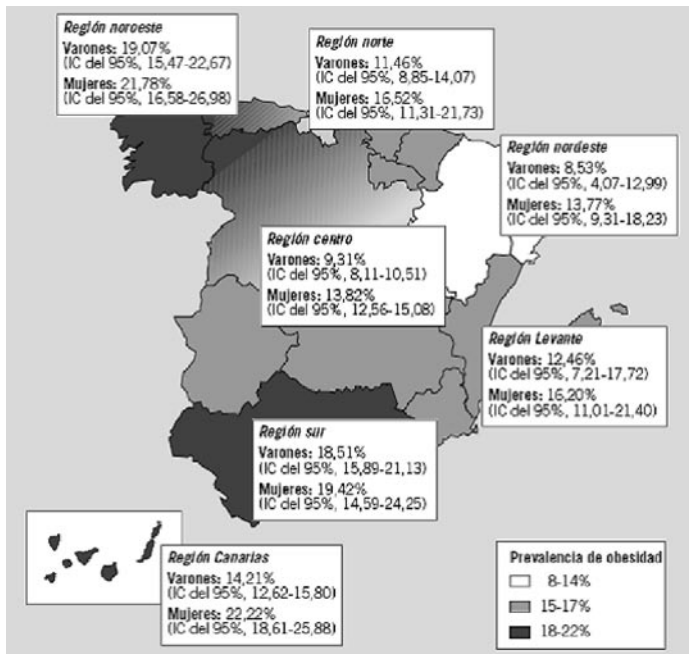 Región noroeste
Varones: 19,07%
(IC del 95%, 15,47-22,67)
Mujeres: 21,78%
(IC del 95%, 16,58-26,98)
Región norte
Varones: 11,46%
(IC del 95%, 8,85-14,07)
Mujeres: 16,52%
(IC del 95%, 11,31-21,73)
Región nordeste
Varones: 8,53%
(IC del 95%, 4,07-12,99)
Mujeres: 13,77%
(IC del 95%, 9,31-18,23)
Región centro
Varones: 9,31%
(IC del 95%, 8,11-10,51)
Mujeres: 13,82%
(IC del 95%, 12,56-15,08)
Región Levante
Varones: 12,46%
(IC del 95%, 7,21-17,72)
Mujeres: 16,20%
(IC del 95%, 11,01-21,40)
Región sur
Varones: 18,51%
(IC del 95%, 15,89-21,13)
Mujeres: 19,42%
(IC del 95%, 14,59-24,25)
Región Canarias
Varones: 14,21%
(IC del 95%, 12,62-15,80)
Mujeres: 22,22%
(IC del 95%, 18,61-25,88)
Prevalencia de obesidad
8-14%
15-17%
18-22%